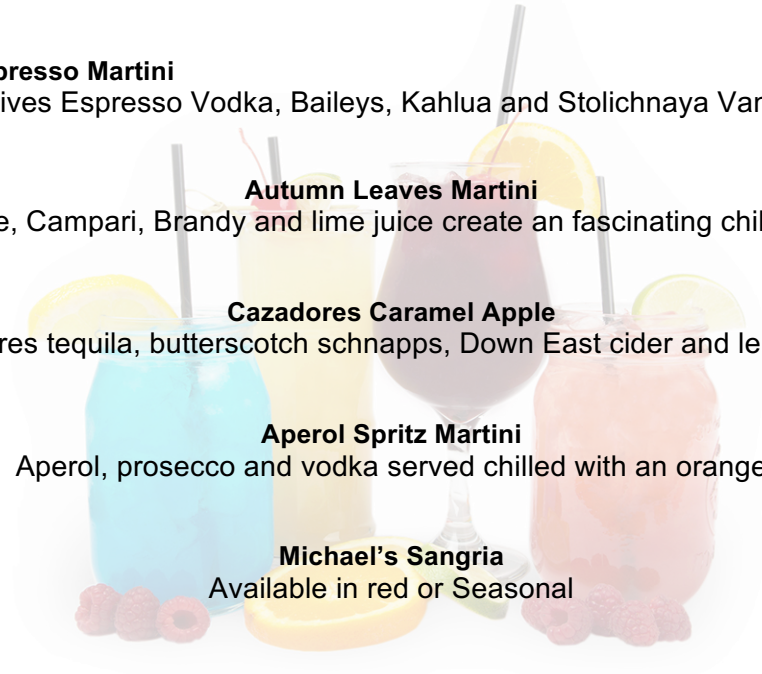 presso Martini
ives Espresso Vodka, Baileys, Kahlua and Stolichnaya Van
Autumn Leaves Martini
e, Campari, Brandy and lime juice create an fascinating chil
Cazadores Caramel Apple
res tequila, butterscotch schnapps, Down East cider and le
Aperol Spritz Martini
Aperol, prosecco and vodka served chilled with an orange
Michael’s Sangria
Available in red or Seasonal